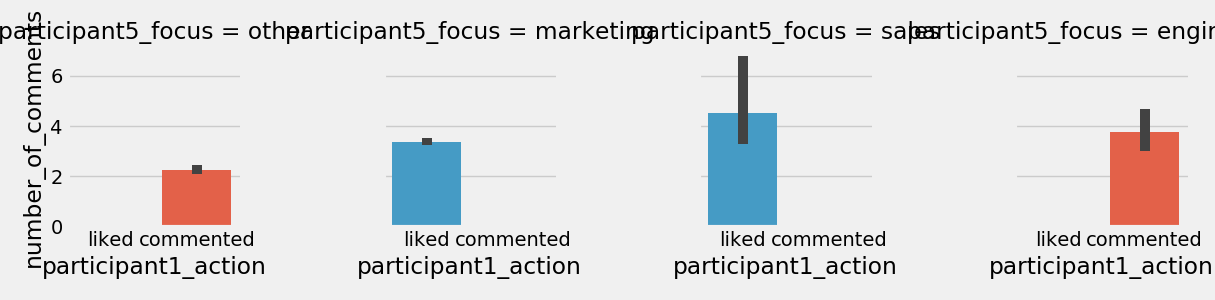 participant5_focus = other
participant5_focus = marketing
participant5_focus = sales
participant5_focus = engin
number_of_comments
6
4
2
0
liked commented
liked commented
liked commented
liked commented
participant1_action
participant1_action
participant1_action
participant1_action